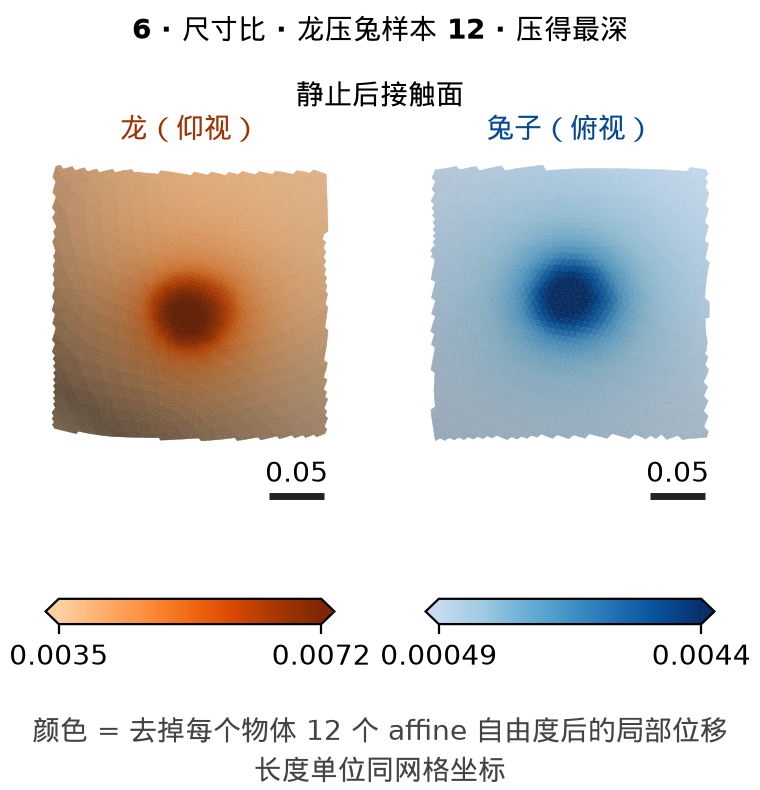 6 · 尺寸比 · 龙压兔样本 12 · 压得最深
静止后接触面
龙（仰视）
兔子（俯视）
0.05
0.05
0.0035
0.0072
0.00049
0.0044
颜色 = 去掉每个物体 12 个 affine 自由度后的局部位移
长度单位同网格坐标